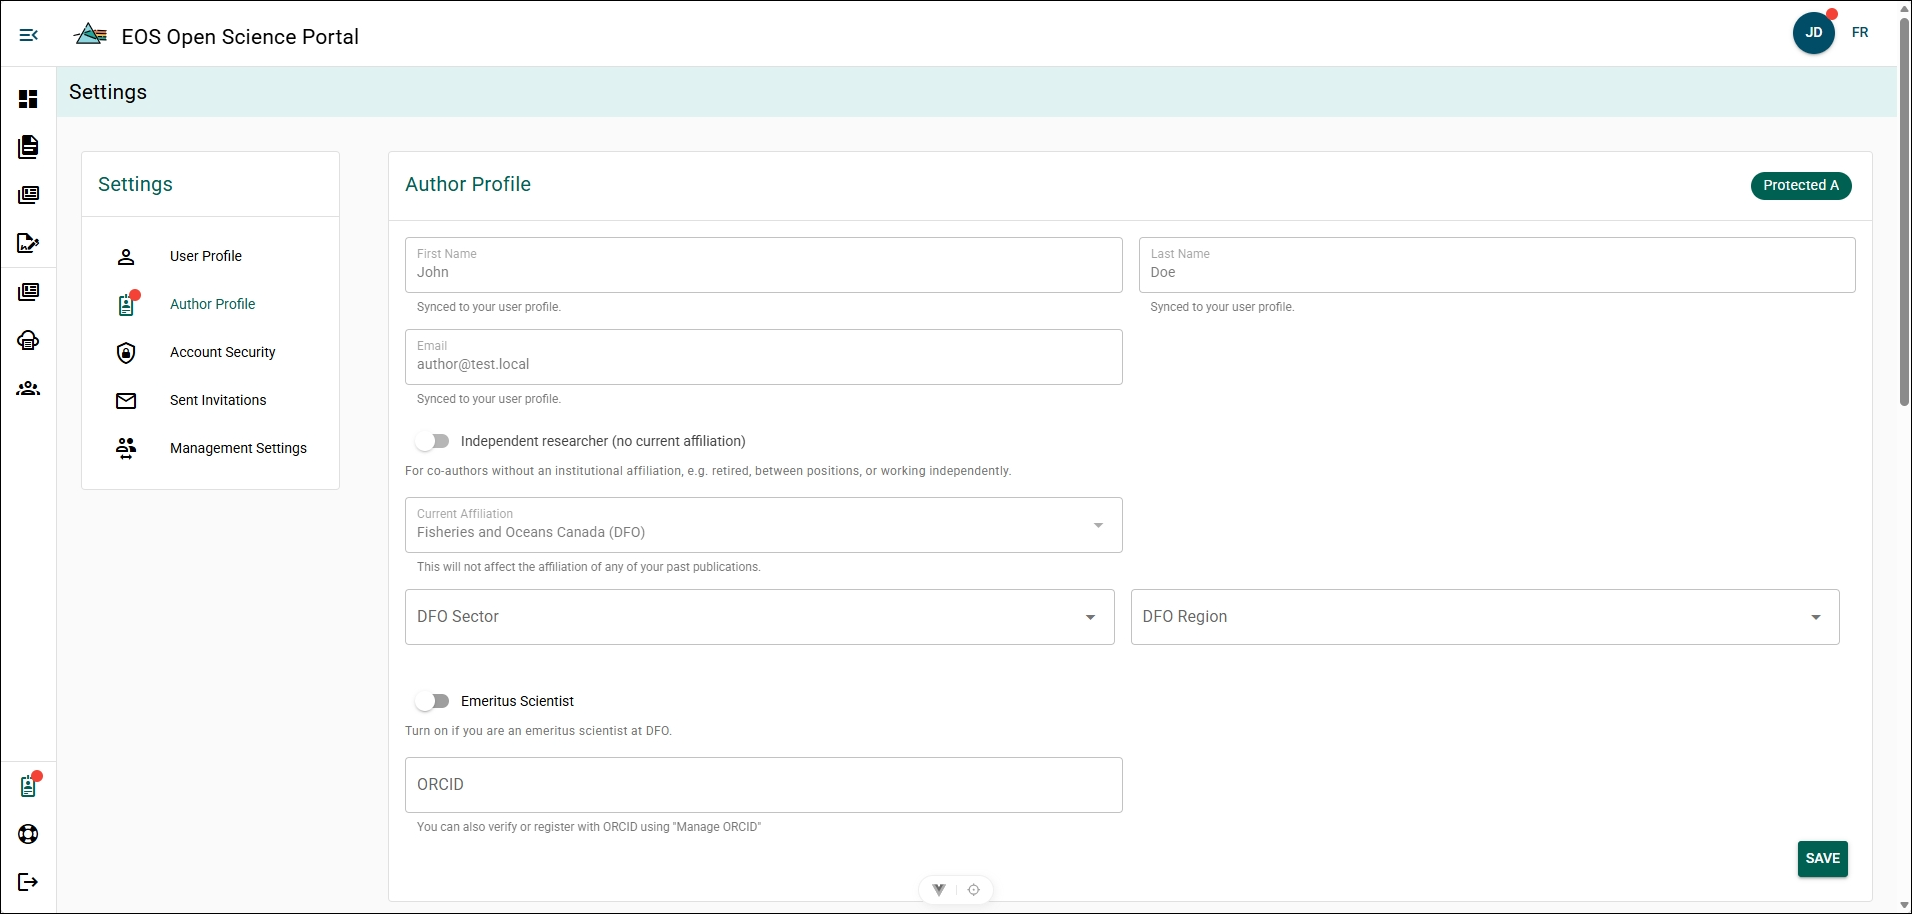 EOS Open Science Portal
JD
FR
Settings
Settings
User Profile
Author Profile
Account Security
Sent Invitations
Management Settings
Author Profile
Protected A
First Name
John
Synced to your user profile.
Last Name
Doe
Synced to your user profile.
Email
author@test.local
Synced to your user profile.
Independent researcher (no current affiliation)
For co-authors without an institutional affiliation, e.g. retired, between positions, or working independently.
Current Affiliation
Fisheries and Oceans Canada (DFO)
This will not affect the affiliation of any of your past publications.
DFO Sector
DFO Region
Emeritus Scientist
Turn on if you are an emeritus scientist at DFO.
ORCID
You can also verify or register with ORCID using "Manage ORCID"
SAVE